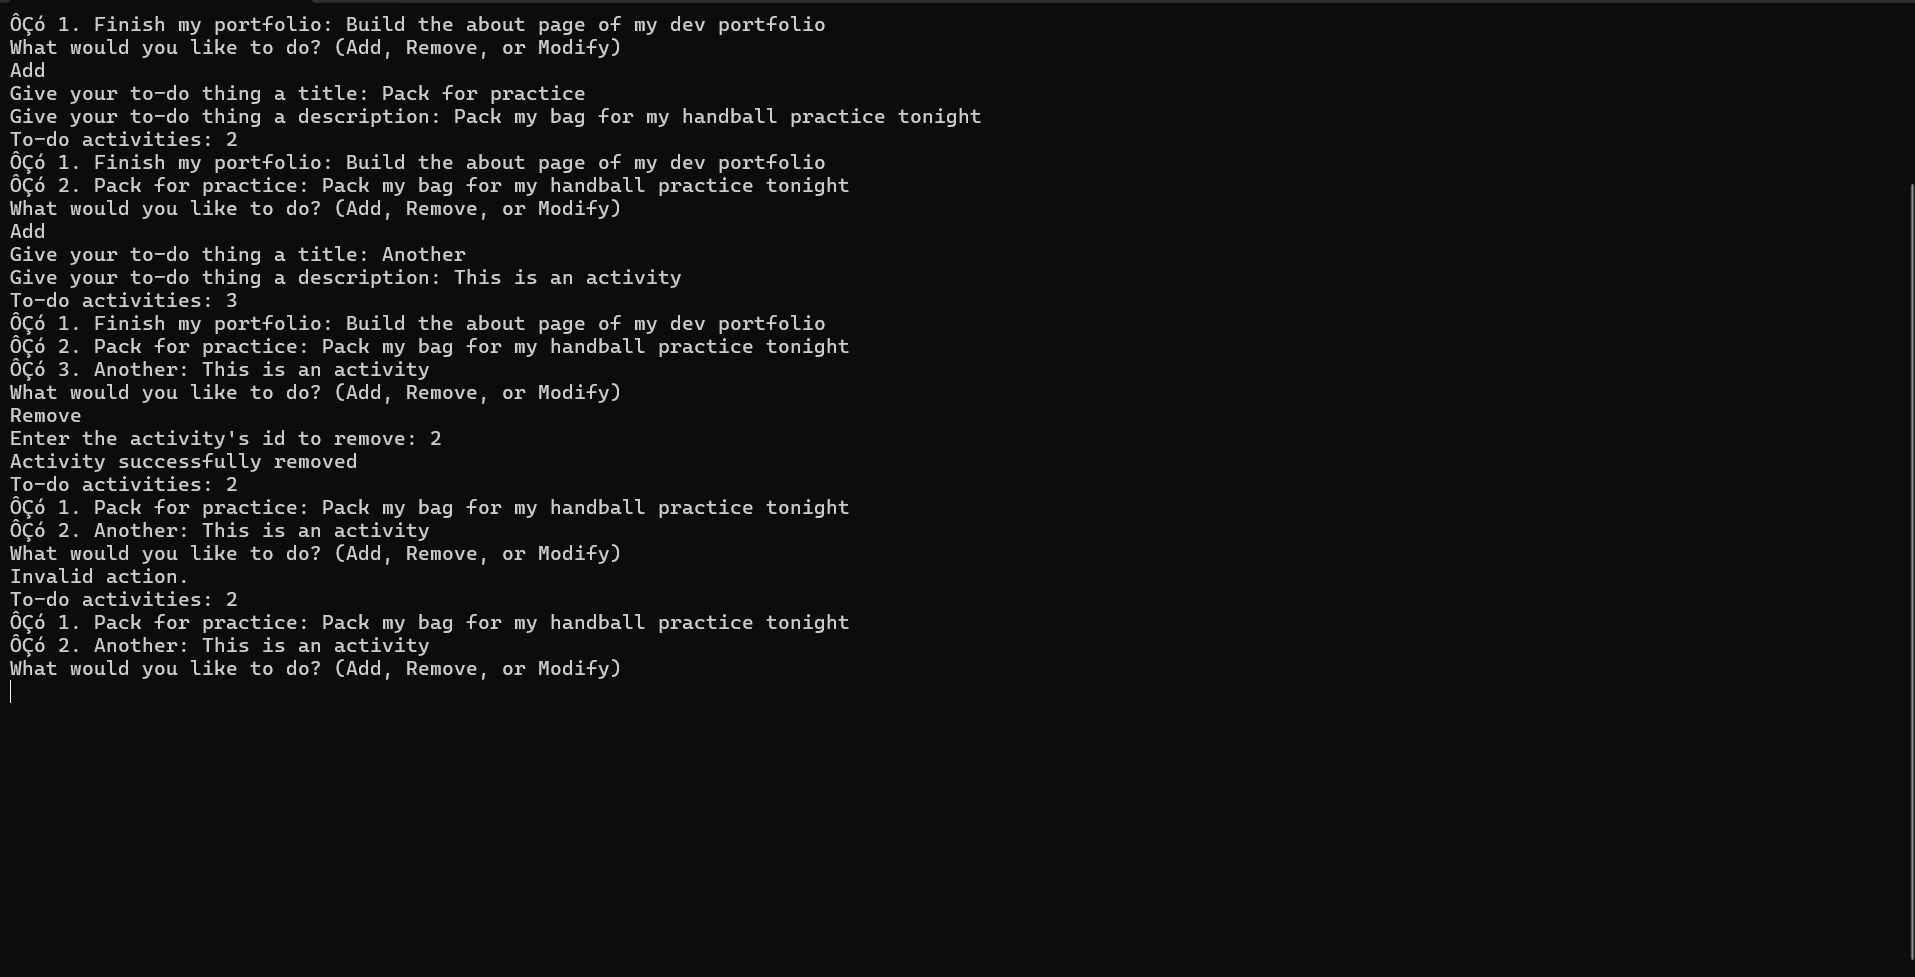 ÔÇó 1. Finish my portfolio: Build the about page of my dev portfolio
What would you like to do? (Add, Remove, or Modify)
Add
Give your to-do thing a title: Pack for practice
Give your to-do thing a description: Pack my bag for my handball practice tonight
To-do activities: 2
ÔÇó 1. Finish my portfolio: Build the about page of my dev portfolio
ÔÇó 2. Pack for practice: Pack my bag for my handball practice tonight
What would you like to do? (Add, Remove, or Modify)
Add
Give your to-do thing a title: Another
Give your to-do thing a description: This is an activity
To-do activities: 3
ÔÇó 1. Finish my portfolio: Build the about page of my dev portfolio
ÔÇó 2. Pack for practice: Pack my bag for my handball practice tonight
ÔÇó 3. Another: This is an activity
What would you like to do? (Add, Remove, or Modify)
Remove
Enter the activity's id to remove: 2
Activity successfully removed
To-do activities: 2
ÔÇó 1. Pack for practice: Pack my bag for my handball practice tonight
ÔÇó 2. Another: This is an activity
What would you like to do? (Add, Remove, or Modify)
Invalid action.
To-do activities: 2
ÔÇó 1. Pack for practice: Pack my bag for my handball practice tonight
ÔÇó 2. Another: This is an activity
What would you like to do? (Add, Remove, or Modify)